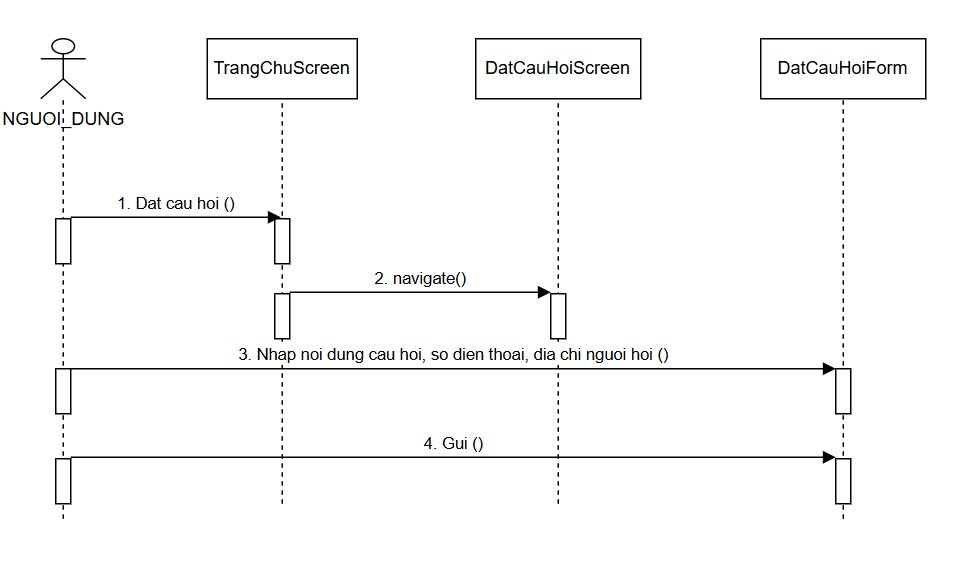 TrangChuScreen
DatCauHoiScreen
DatCauHoiForm
NGUOI_DUNG
1. Dat cau hoi ()
2. navigate()
3. Nhap noi dung cau hoi, so dien thoai, dia chi nguoi hoi ()
4. Gui ()